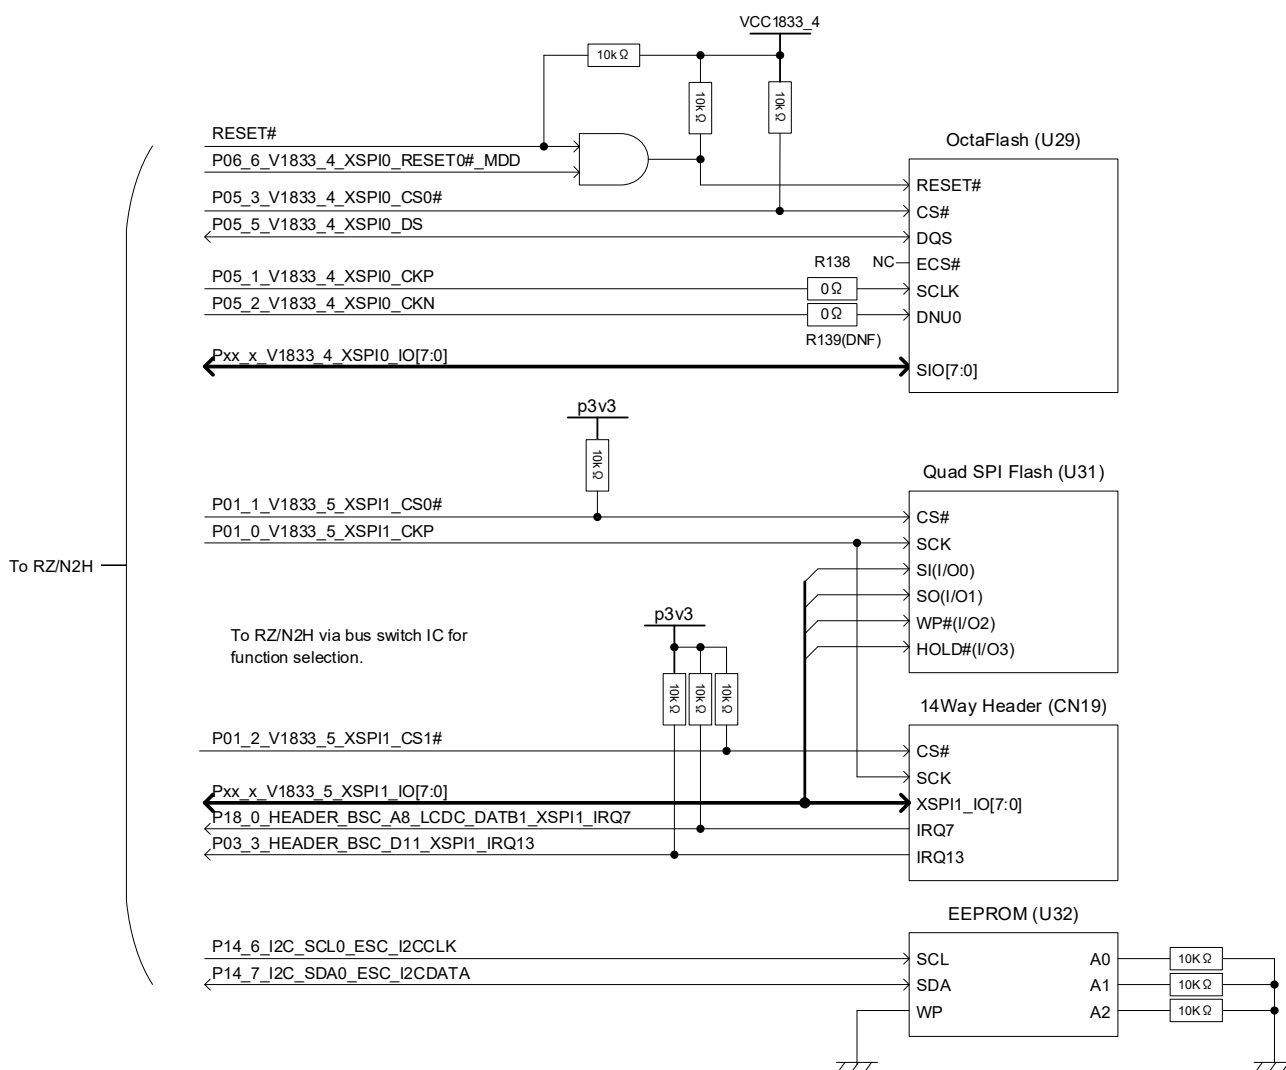 VCC1833_4
10kΩ
10kΩ
10kΩ
RESET#
P06_6_V1833_4_XSPI0_RESET0#_MDD
P05_3_V1833_4_XSPI0_CS0#
P05_5_V1833_4_XSPI0_DS
P05_1_V1833_4_XSPI0_CKP
P05_2_V1833_4_XSPI0_CKN
Pxx_x_V1833_4_XSPI0_IO[7:0]
R138
0Ω
0Ω
R139(DNF)
NC
OctaFlash (U29)
RESET#
CS#
DQS
ECS#
SCLK
DNU0
SIO[7:0]
p3v3
10kΩ
P01_1_V1833_5_XSPI1_CS0#
P01_0_V1833_5_XSPI1_CKP
Quad SPI Flash (U31)
CS#
SCK
SI(I/O0)
SO(I/O1)
WP#(I/O2)
HOLD#(I/O3)
To RZ/N2H
To RZ/N2H via bus switch IC for
function selection.
p3v3
10kΩ
10kΩ
10kΩ
P01_2_V1833_5_XSPI1_CS1#
Pxx_x_V1833_5_XSPI1_IO[7:0]
P18_0_HEADER_BSC_A8_LCDC_DATB1_XSPI1_IRQ7
P03_3_HEADER_BSC_D11_XSPI1_IRQ13
14Way Header (CN19)
CS#
SCK
XSPI1_IO[7:0]
IRQ7
IRQ13
EEPROM (U32)
P14_6_I2C_SCL0_ESC_I2CCLK
P14_7_I2C_SDA0_ESC_I2CDATA
SCL
SDA
WP
A0
A1
A2
10KΩ
10KΩ
10KΩ